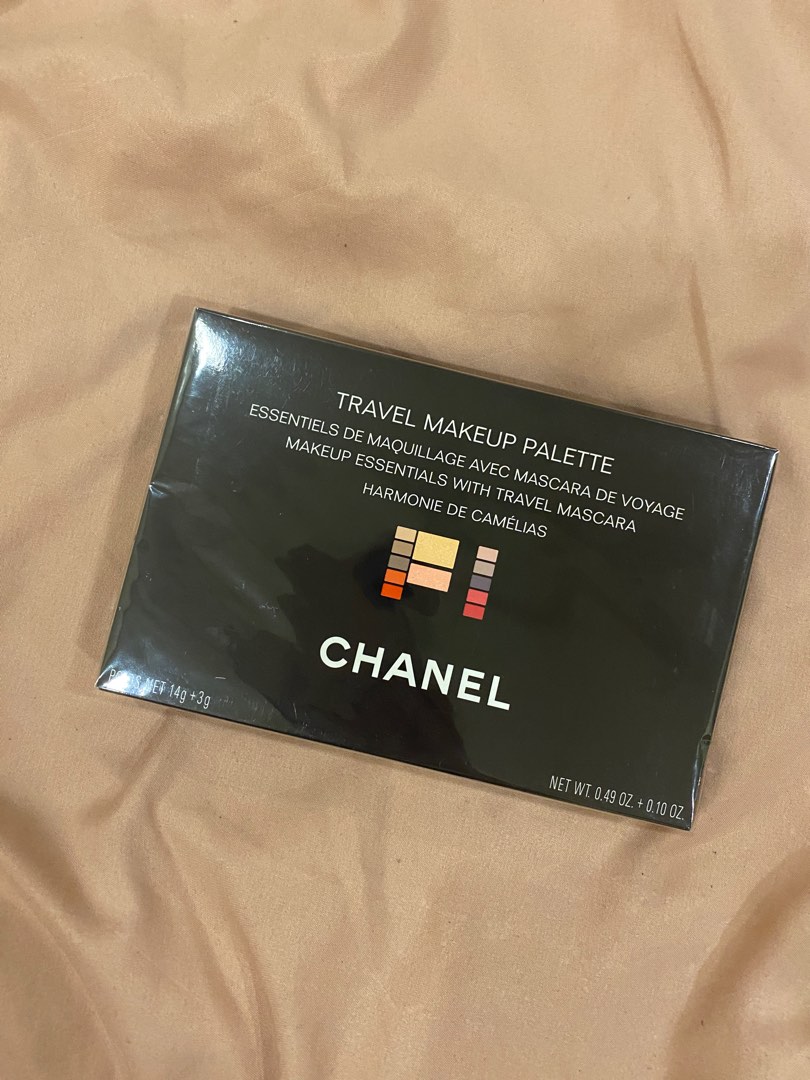 TRAVEL MAKEUP PALETTE
ESSENTIELS DE MAQUILLAGE AVEC MASCARA DE VOYAGE
MAKEUP ESSENTIALS WITH TRAVEL MASCARA
HARMONIE DE CAMÉLIAS
CHANEL
POIDS NET 14g + 3g
NET WT. 0.49 OZ. + 0.10 OZ.